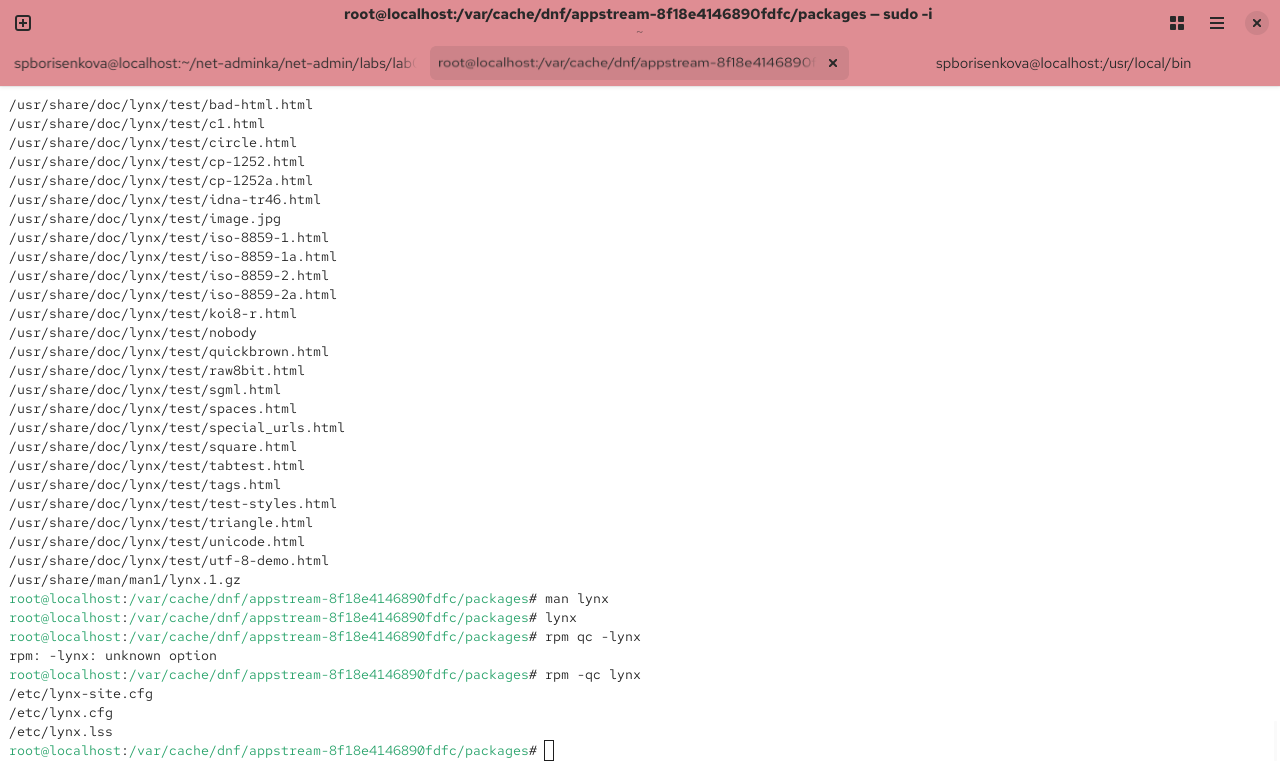 root@localhost:/var/cache/dnf/appstream-8f18e4146890fdfc/packages — sudo -i
~
spborisenkova@localhost:~/net-adminka/net-admin/labs/lab
root@localhost:/var/cache/dnf/appstream-8f18e4146890f
spborisenkova@localhost:/usr/local/bin
/usr/share/doc/lynx/test/bad-html.html
/usr/share/doc/lynx/test/c1.html
/usr/share/doc/lynx/test/circle.html
/usr/share/doc/lynx/test/cp-1252.html
/usr/share/doc/lynx/test/cp-1252a.html
/usr/share/doc/lynx/test/idna-tr46.html
/usr/share/doc/lynx/test/image.jpg
/usr/share/doc/lynx/test/iso-8859-1.html
/usr/share/doc/lynx/test/iso-8859-1a.html
/usr/share/doc/lynx/test/iso-8859-2.html
/usr/share/doc/lynx/test/iso-8859-2a.html
/usr/share/doc/lynx/test/koi8-r.html
/usr/share/doc/lynx/test/nobody
/usr/share/doc/lynx/test/quickbrown.html
/usr/share/doc/lynx/test/raw8bit.html
/usr/share/doc/lynx/test/sgml.html
/usr/share/doc/lynx/test/spaces.html
/usr/share/doc/lynx/test/special_urls.html
/usr/share/doc/lynx/test/square.html
/usr/share/doc/lynx/test/tabtest.html
/usr/share/doc/lynx/test/tags.html
/usr/share/doc/lynx/test/test-styles.html
/usr/share/doc/lynx/test/triangle.html
/usr/share/doc/lynx/test/unicode.html
/usr/share/doc/lynx/test/utf-8-demo.html
/usr/share/man/man1/lynx.1.gz
root@localhost:/var/cache/dnf/appstream-8f18e4146890fdfc/packages# man lynx
root@localhost:/var/cache/dnf/appstream-8f18e4146890fdfc/packages# lynx
root@localhost:/var/cache/dnf/appstream-8f18e4146890fdfc/packages# rpm qc -lynx
rpm: -lynx: unknown option
root@localhost:/var/cache/dnf/appstream-8f18e4146890fdfc/packages# rpm -qc lynx
/etc/lynx-site.cfg
/etc/lynx.cfg
/etc/lynx.lss
root@localhost:/var/cache/dnf/appstream-8f18e4146890fdfc/packages#